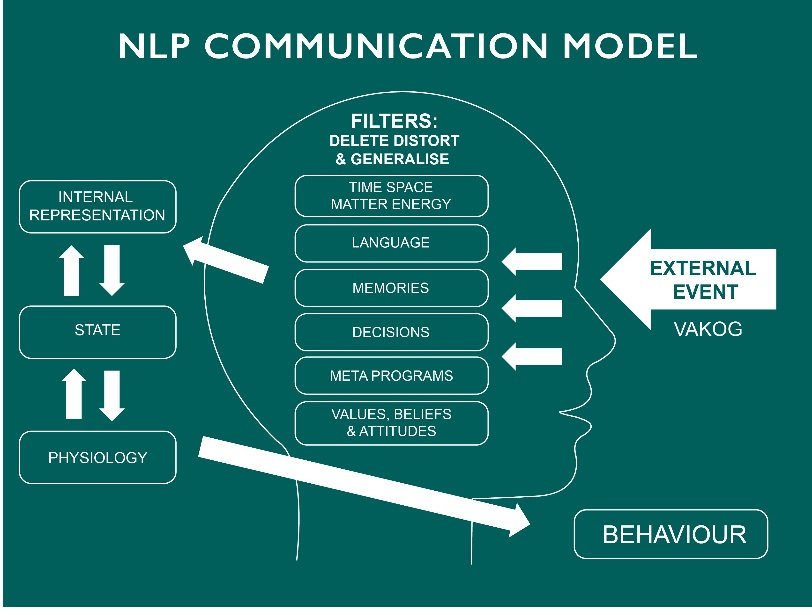 NLP COMMUNICATION MODEL
FILTERS:
DELETE DISTORT
& GENERALISE
TIME SPACE
MATTER ENERGY
LANGUAGE
MEMORIES
DECISIONS
META PROGRAMS
VALUES, BELIEFS
& ATTITUDES
INTERNAL
REPRESENTATION
STATE
PHYSIOLOGY
EXTERNAL
EVENT
VAKOG
BEHAVIOUR